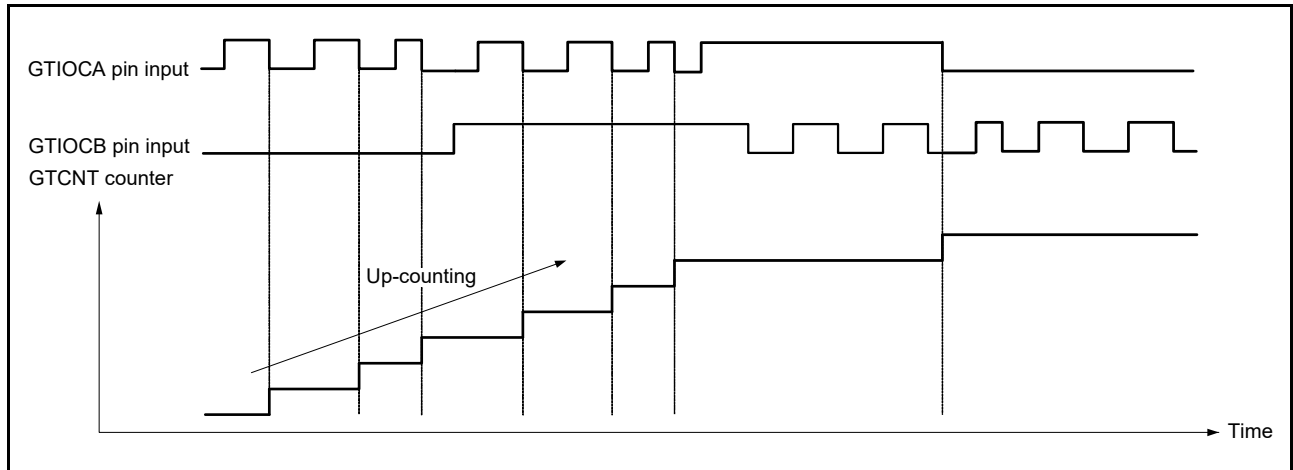 GTIOCA pin input
GTIOCB pin input
GTCNT counter
Up-counting
Time